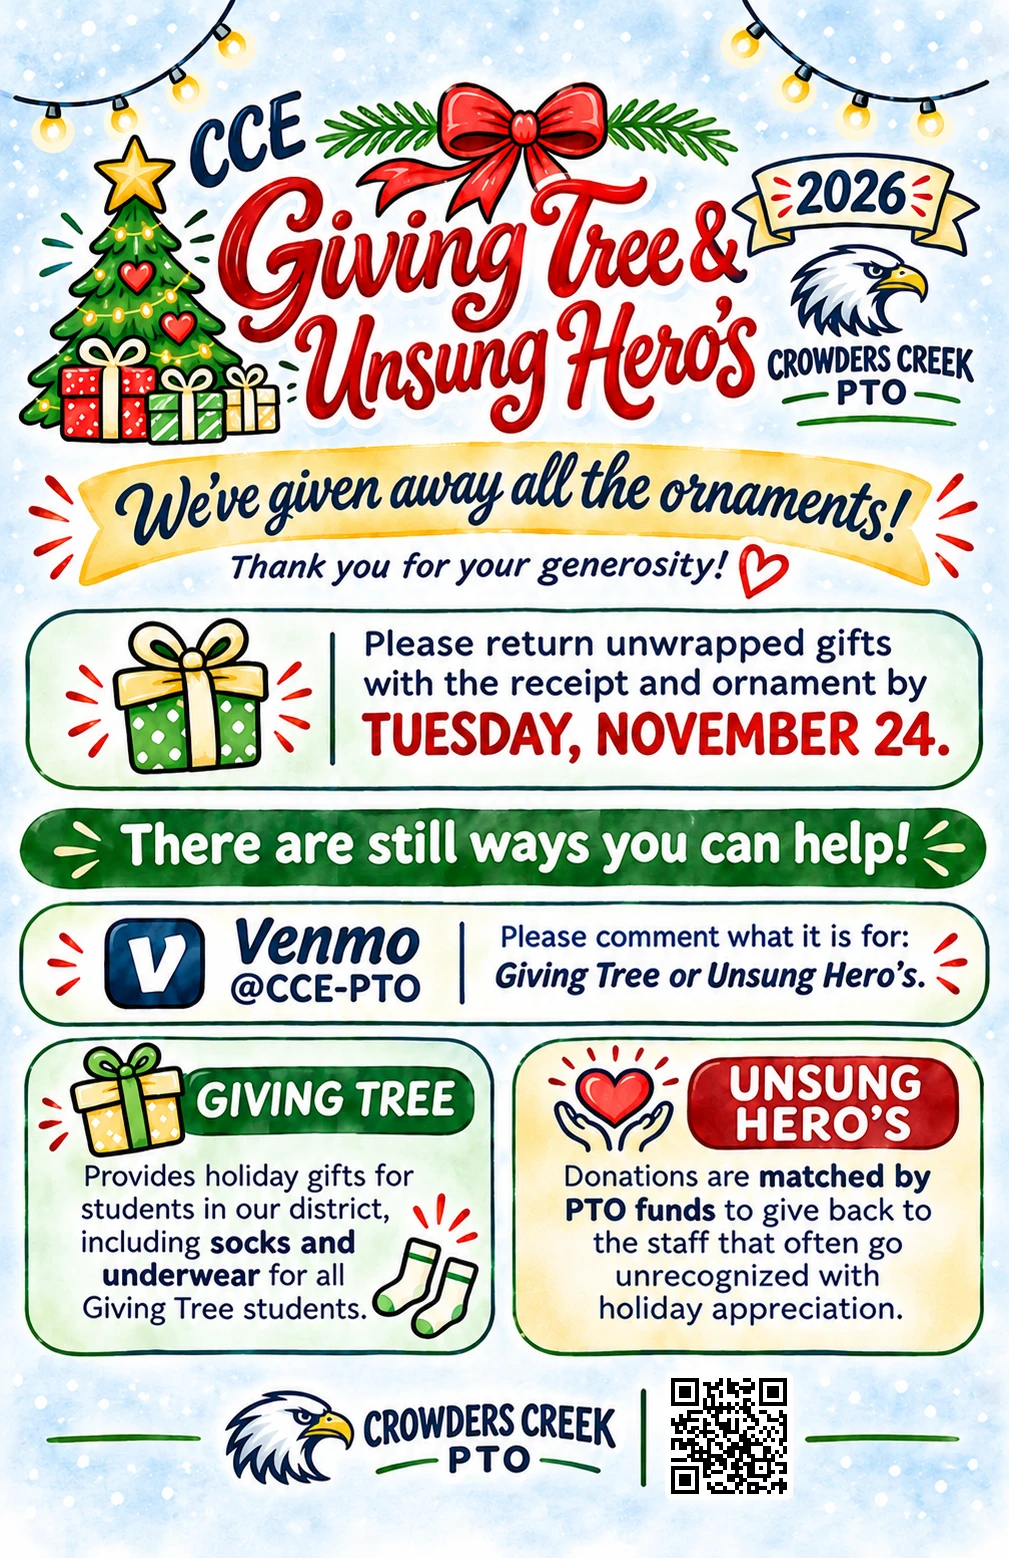 CCE
Giving Tree &
Unsung Hero's
2026
CROWDERS CREEK
PTO
We've given away all the ornaments!
Thank you for your generosity!
Please return unwrapped gifts
with the receipt and ornament by
TUESDAY, NOVEMBER 24.
There are still ways you can help!
V
Venmo
@CCE-PTO
Please comment what it is for:
Giving Tree or Unsung Hero's.
GIVING TREE
Provides holiday gifts for
students in our district,
including socks and
underwear for all
Giving Tree students.
UNSUNG
HERO'S
Donations are matched by
PTO funds to give back to
the staff that often go
unrecognized with
holiday appreciation.
CROWDERS CREEK
PTO